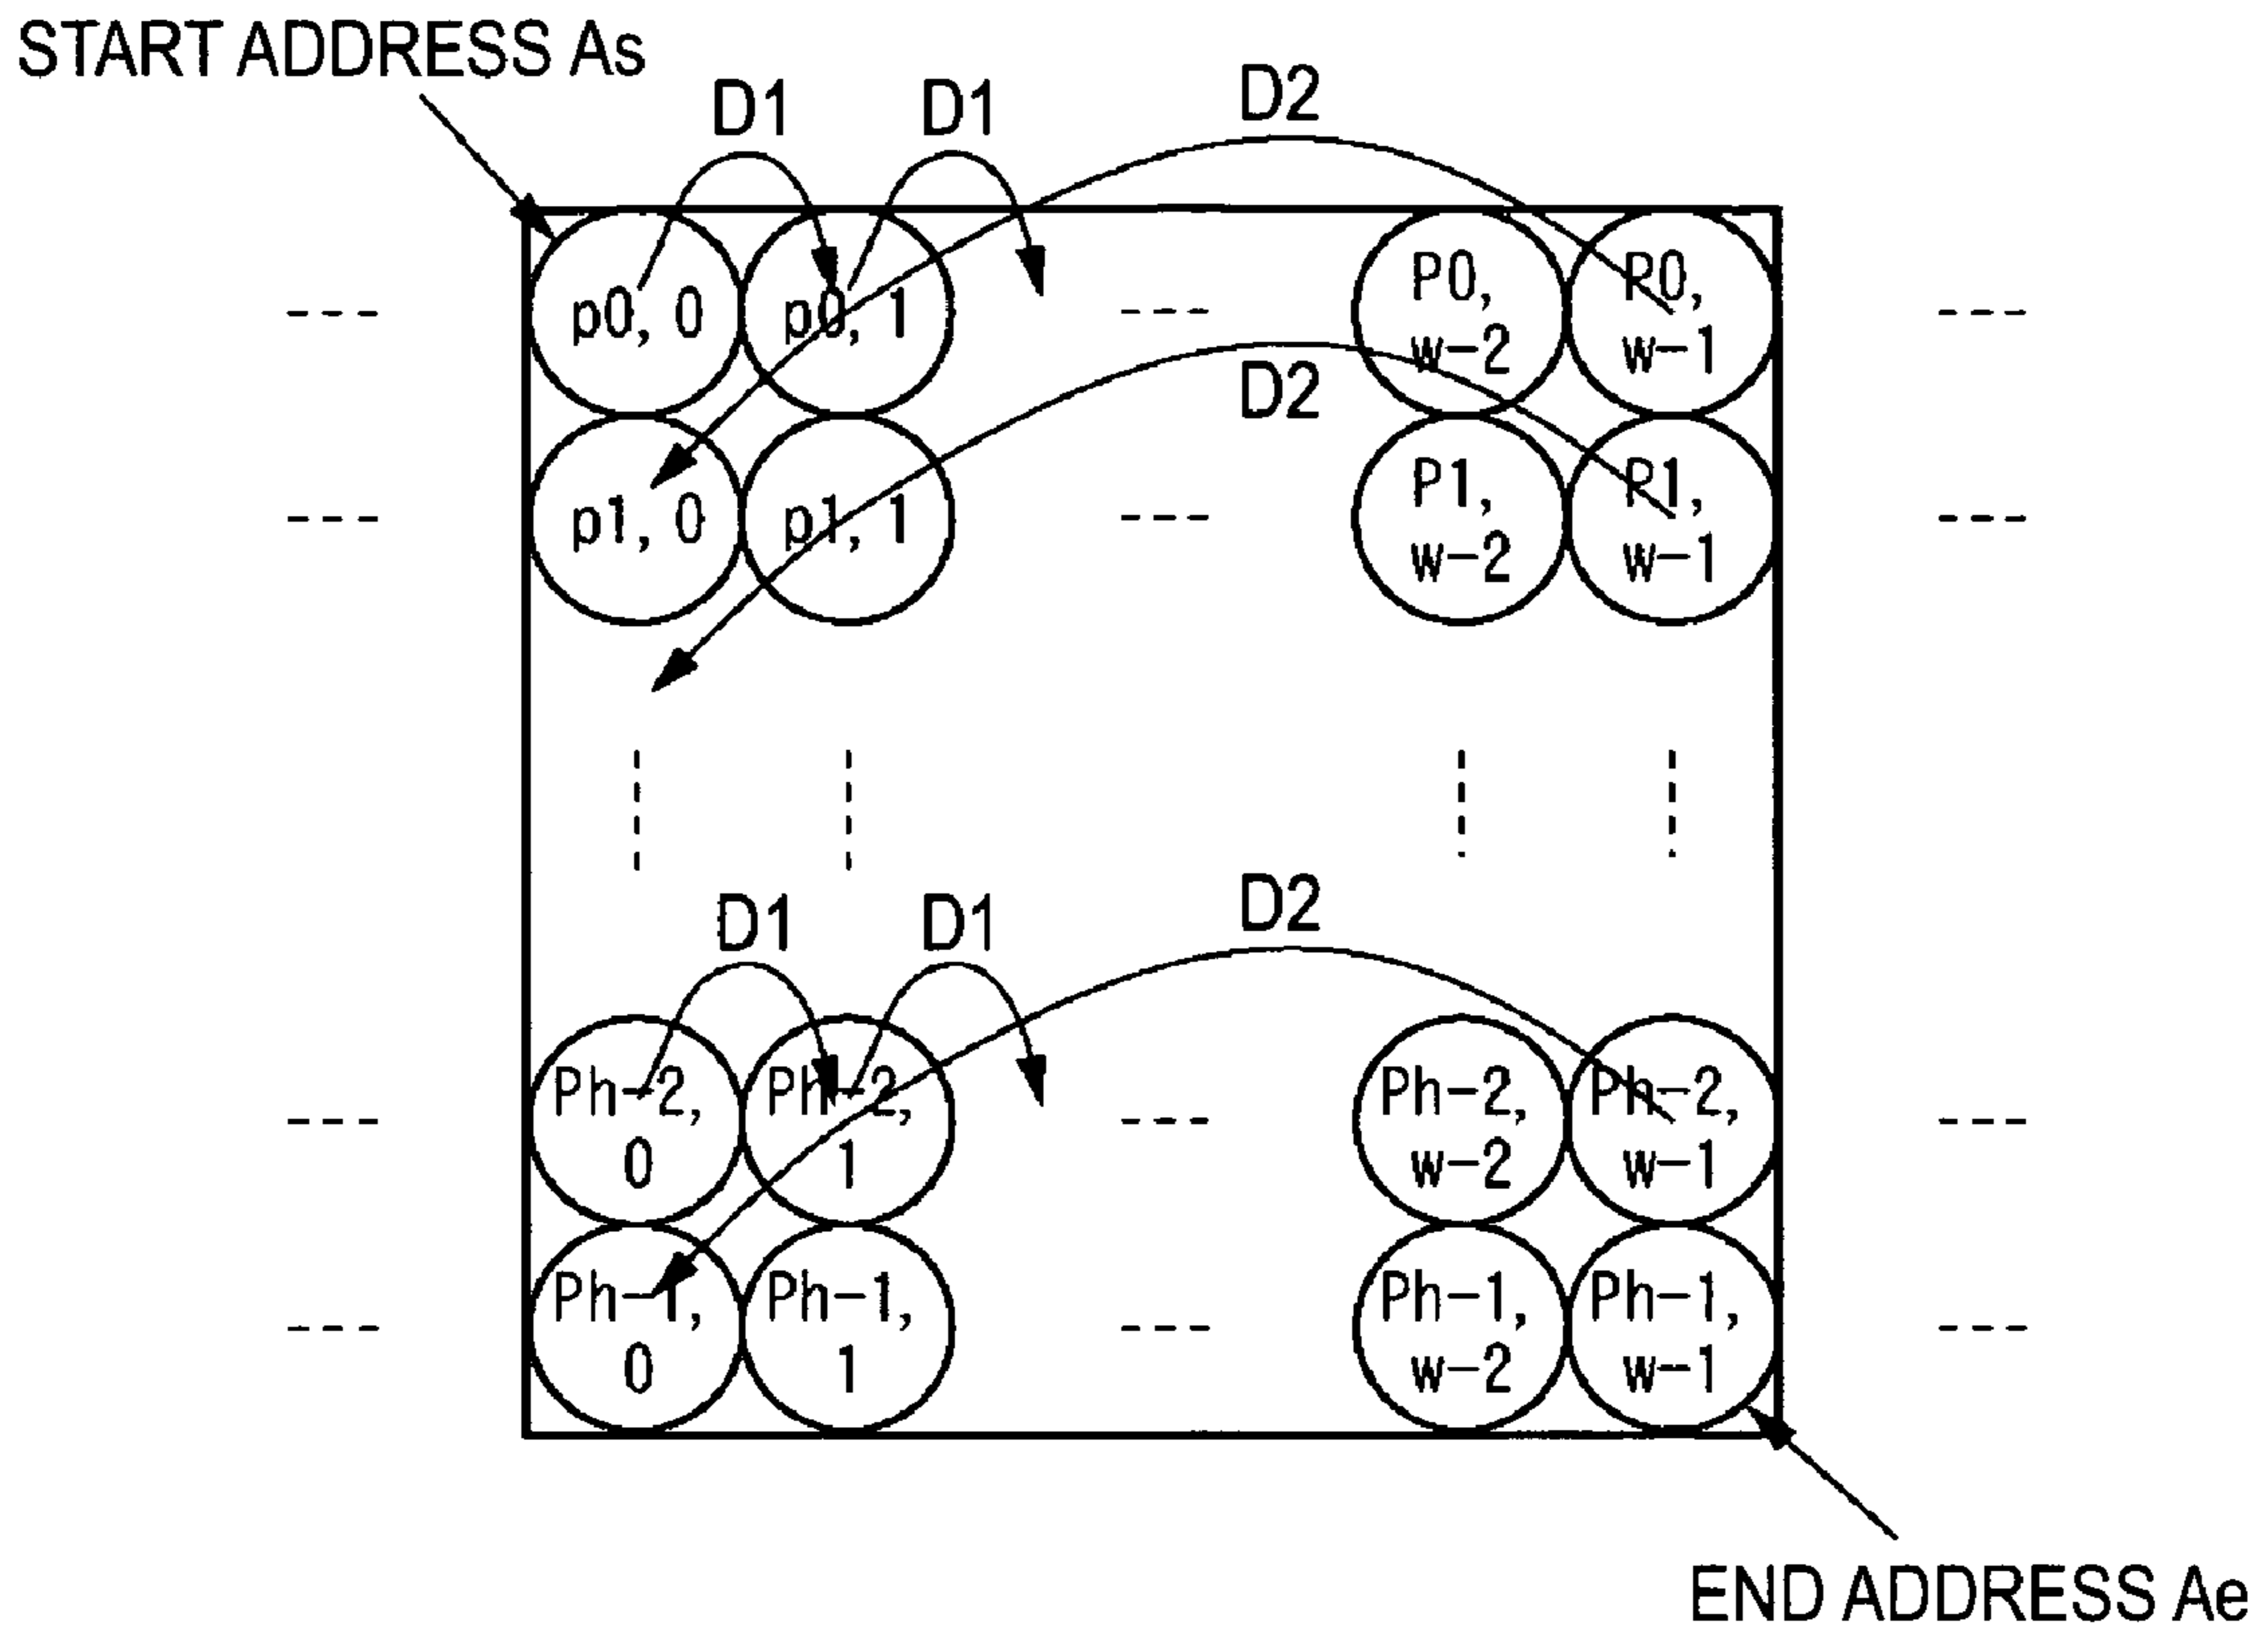 START ADDRESS As
D1 D1 D2
p0, 0 p0, 1 P0, w-2 P0, w-1
D2
p1, 0 p1, 1 P1, w-2 P1, w-1
D1 D1 D2
Ph-2, 0 Ph-2, 1 Ph-2, w-2 Ph-2, w-1
Ph-1, 0 Ph-1, 1 Ph-1, w-2 Ph-1, w-1
END ADDRESS Ae